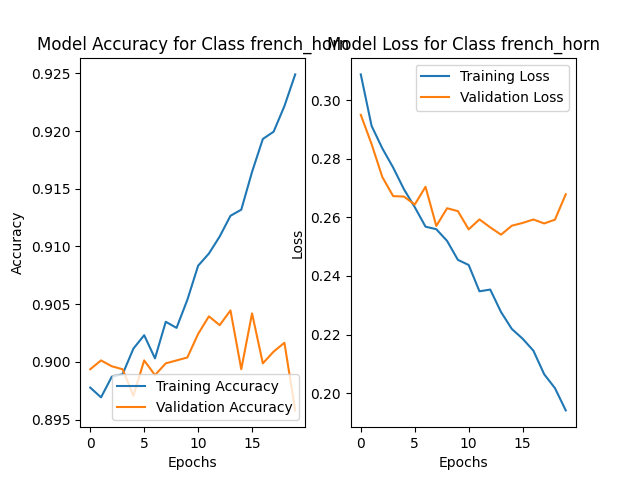 Model Accuracy for Class french_horn
0.925
0.920
0.915
0.910
0.905
0.900
0.895
Accuracy
0
5
10
15
Epochs
Training Accuracy
Validation Accuracy
Model Loss for Class french_horn
0.30
0.28
0.26
0.24
0.22
0.20
Loss
0
5
10
15
Epochs
Training Loss
Validation Loss